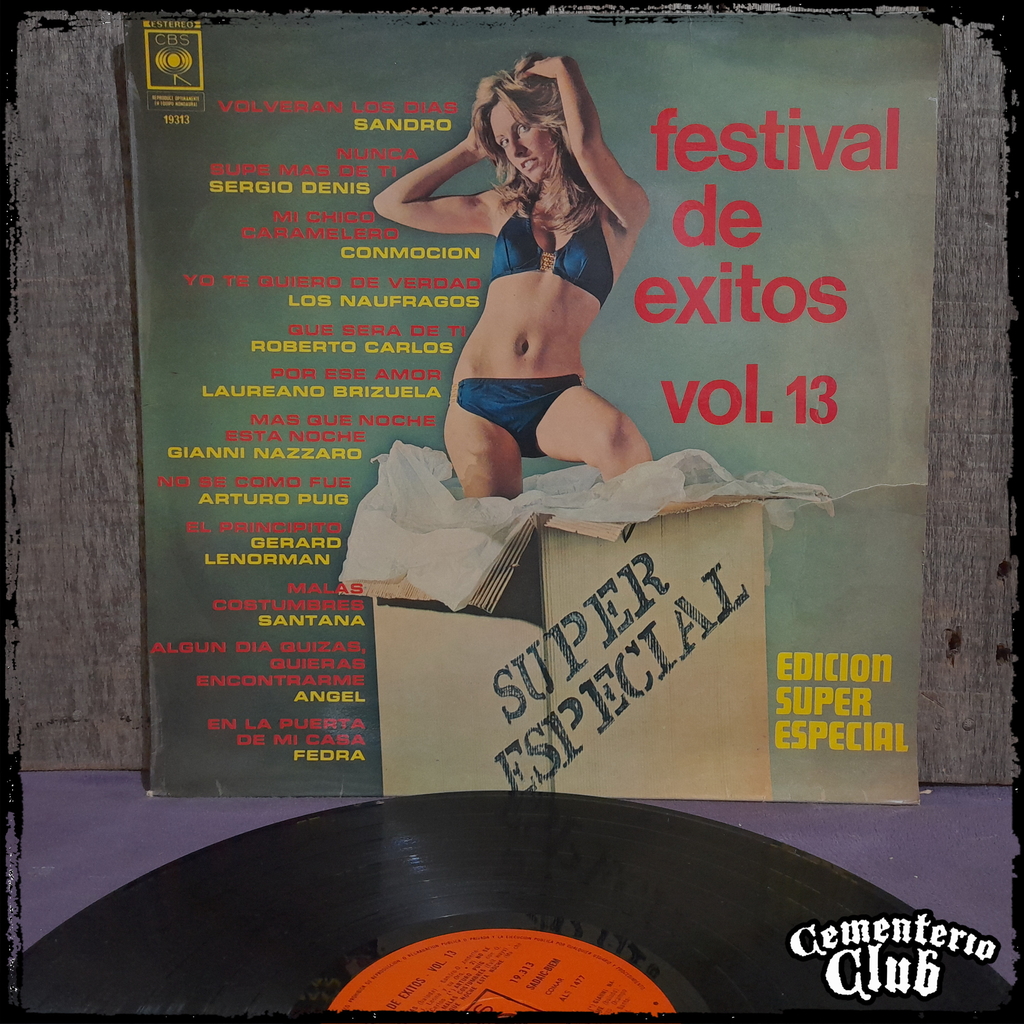 ESTEREO
CBS
19313
VOLVERAN LOS DIAS
SANDRO
NUNCA
SUPE MAS DE TI
SERGIO DENIS
MI CHICO
CARAMELERO
CONMOCION
YO TE QUIERO DE VERDAD
LOS NAUFRAGOS
QUE SERA DE TI
ROBERTO CARLOS
POR ESE AMOR
LAUREANO BRIZUELA
MAS QUE NOCHE
ESTA NOCHE
GIANNI NAZZARO
NO SE COMO FUE
ARTURO PUIG
EL PRINCIPITO
GERARD
LENORMAN
MALAS
COSTUMBRES
SANTANA
ALGUN DIA QUIZAS,
QUIERAS
ENCONTRARME
ANGEL
EN LA PUERTA
DE MI CASA
FEDRA
festival
de
exitos
vol. 13
SUPER
ESPECIAL
EDICION
SUPER
ESPECIAL
DE EXITOS VOL. 13
19.313
SADAIC-BIEM
ALS 1477
Cementerio
Club